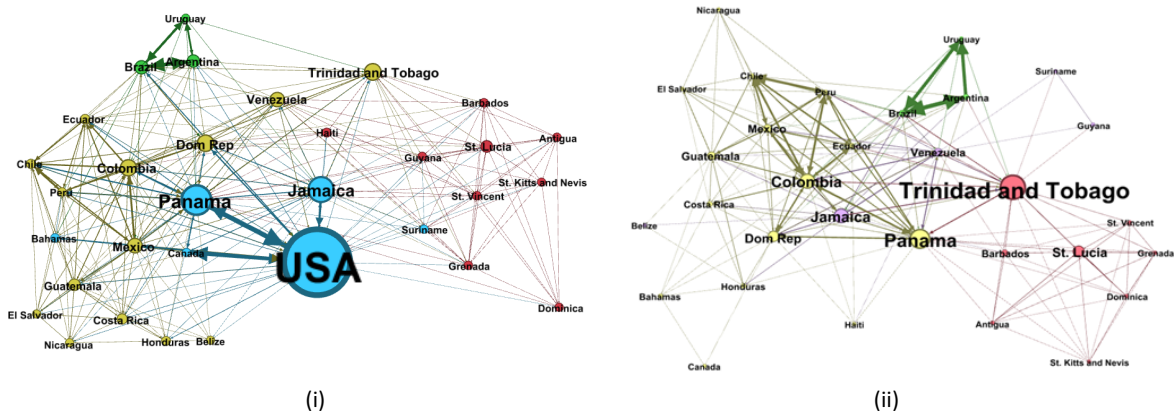 Uruguay
Brazil
Argentina
Trinidad and Tobago
Venezuela
Barbados
Ecuador
Haiti
Antigua
Dom Rep
St. Lucia
Guyana
Chile
Colombia
St. Kitts and Nevis
Peru
Panama
Jamaica
St. Vincent
Bahamas
Suriname
Mexico
Canada
USA
Grenada
Guatemala
El Salvador
Costa Rica
Dominica
Nicaragua
Honduras
Belize
(i)
Nicaragua
Uruguay
Suriname
Chile
El Salvador
Peru
Argentina
Brazil
Mexico
Guyana
Ecuador
Guatemala
Venezuela
Colombia
Trinidad and Tobago
Costa Rica
Jamaica
Belize
St. Vincent
Dom Rep
Panama
Barbados
St. Lucia
Grenada
Honduras
Bahamas
Dominica
Haiti
Antigua
Canada
St. Kitts and Nevis
(ii)